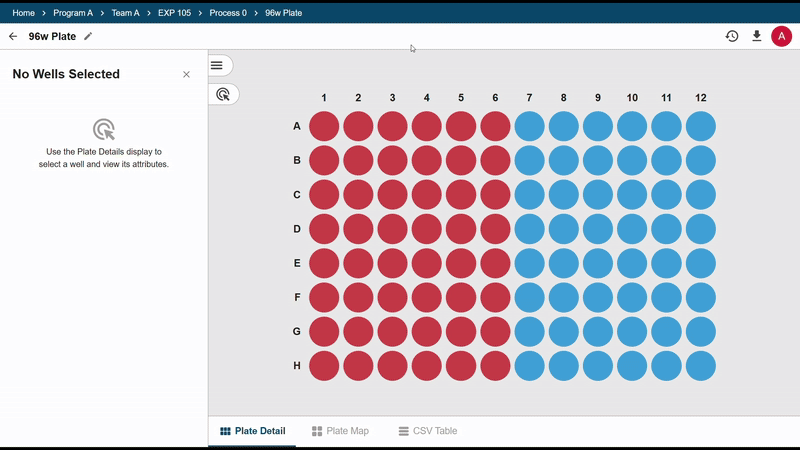 Home > Program A > Team A > EXP 105 > Process 0 > 96w Plate
96w Plate
A
No Wells Selected
Use the Plate Details display to
select a well and view its attributes.
1 2 3 4 5 6 7 8 9 10 11 12
A
B
C
D
E
F
G
H
Plate Detail Plate Map CSV Table